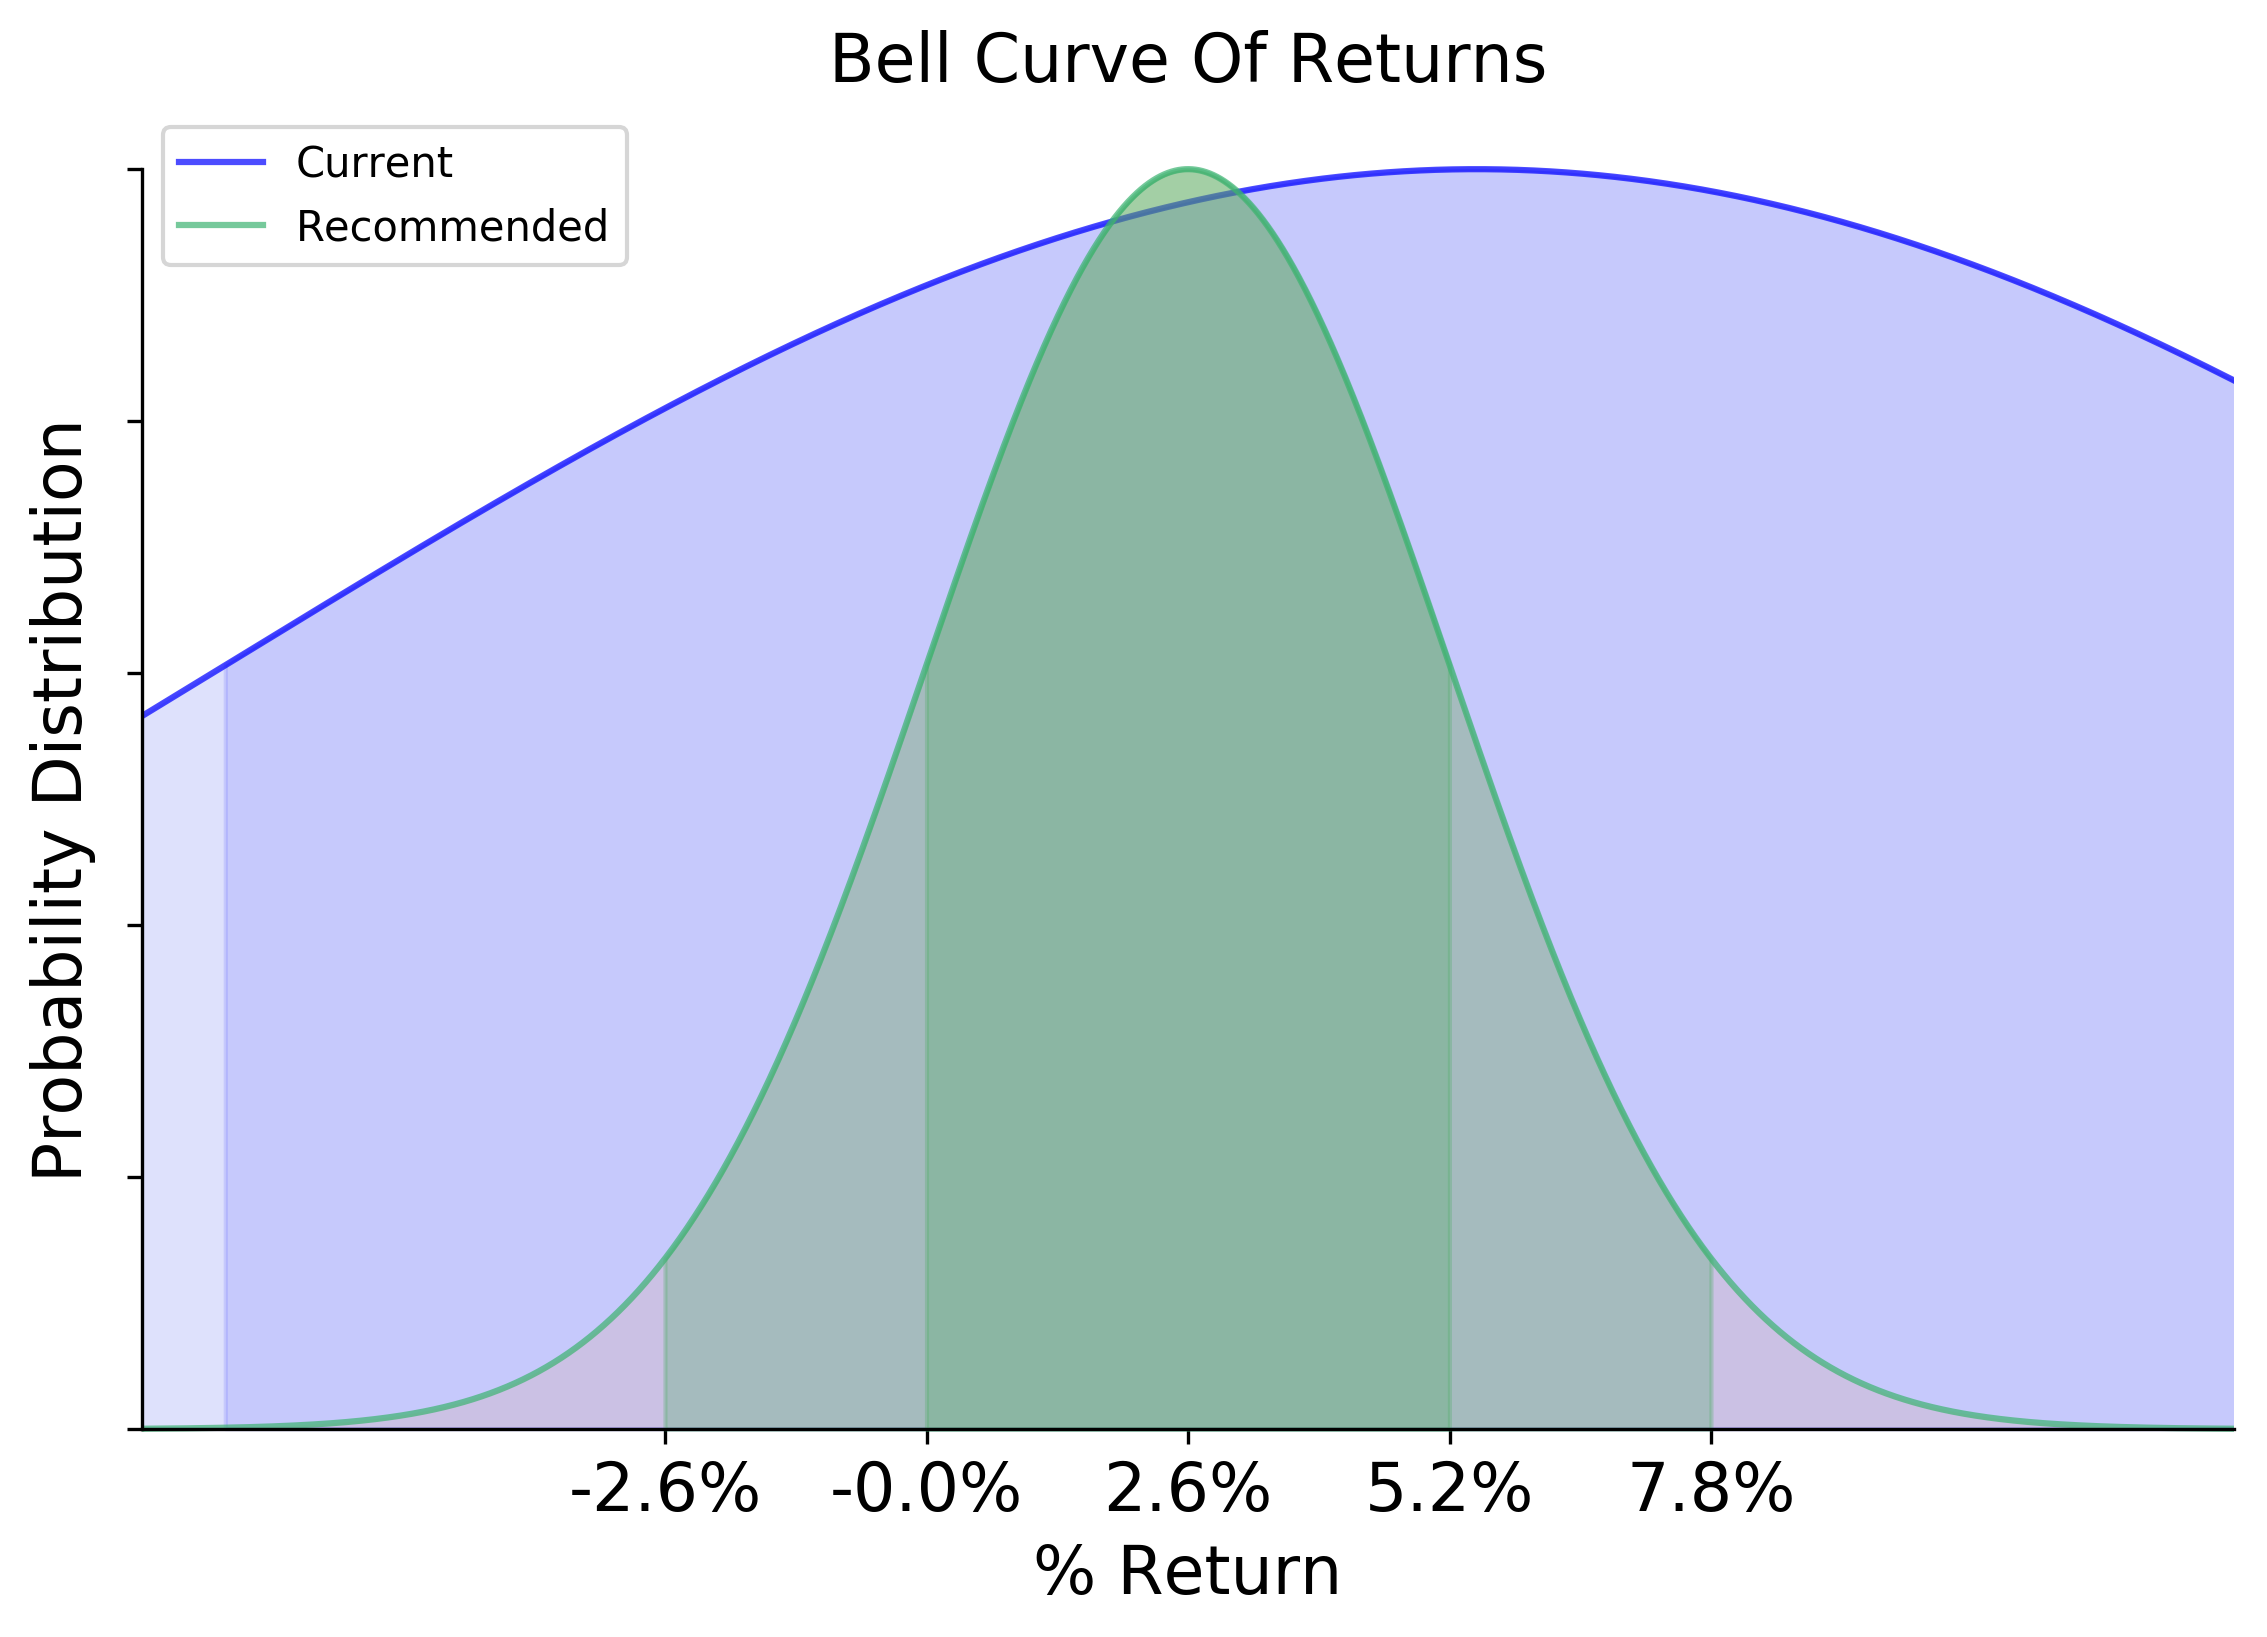 Bell Curve Of Returns
Current
Recommended
Probability Distribution
-2.6% -0.0% 2.6% 5.2% 7.8%
% Return